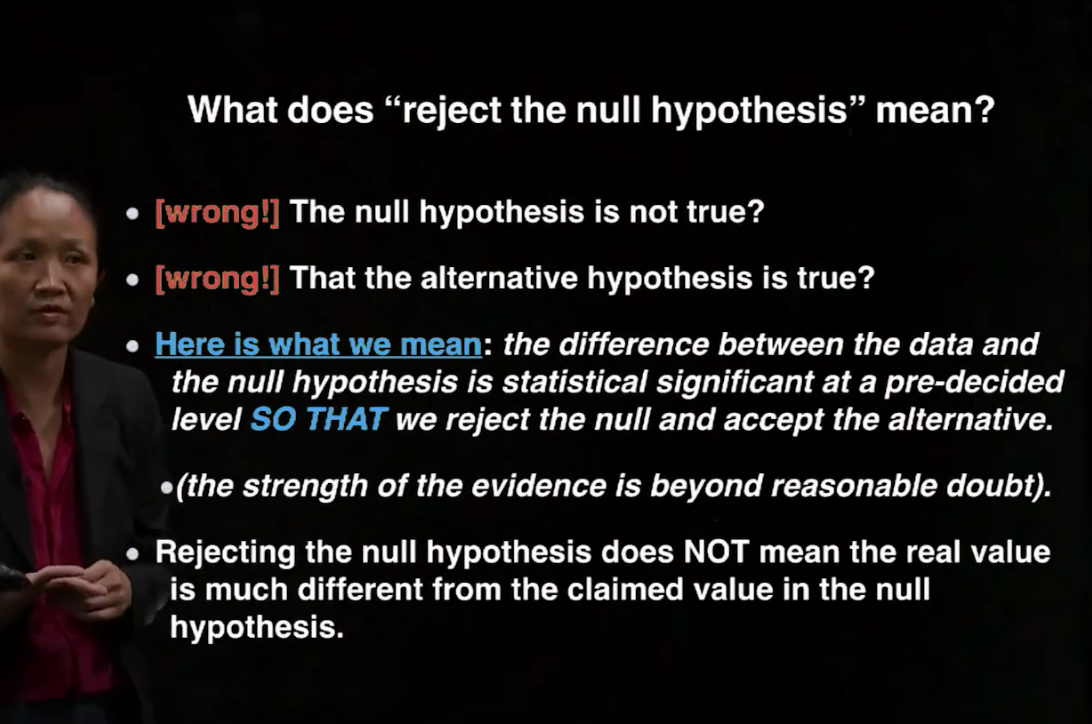 What does “reject the null hypothesis” mean?
• [wrong!] The null hypothesis is not true?
• [wrong!] That the alternative hypothesis is true?
• Here is what we mean: the difference between the data and
the null hypothesis is statistical significant at a pre-decided
level SO THAT we reject the null and accept the alternative.
•(the strength of the evidence is beyond reasonable doubt).
• Rejecting the null hypothesis does NOT mean the real value
is much different from the claimed value in the null
hypothesis.